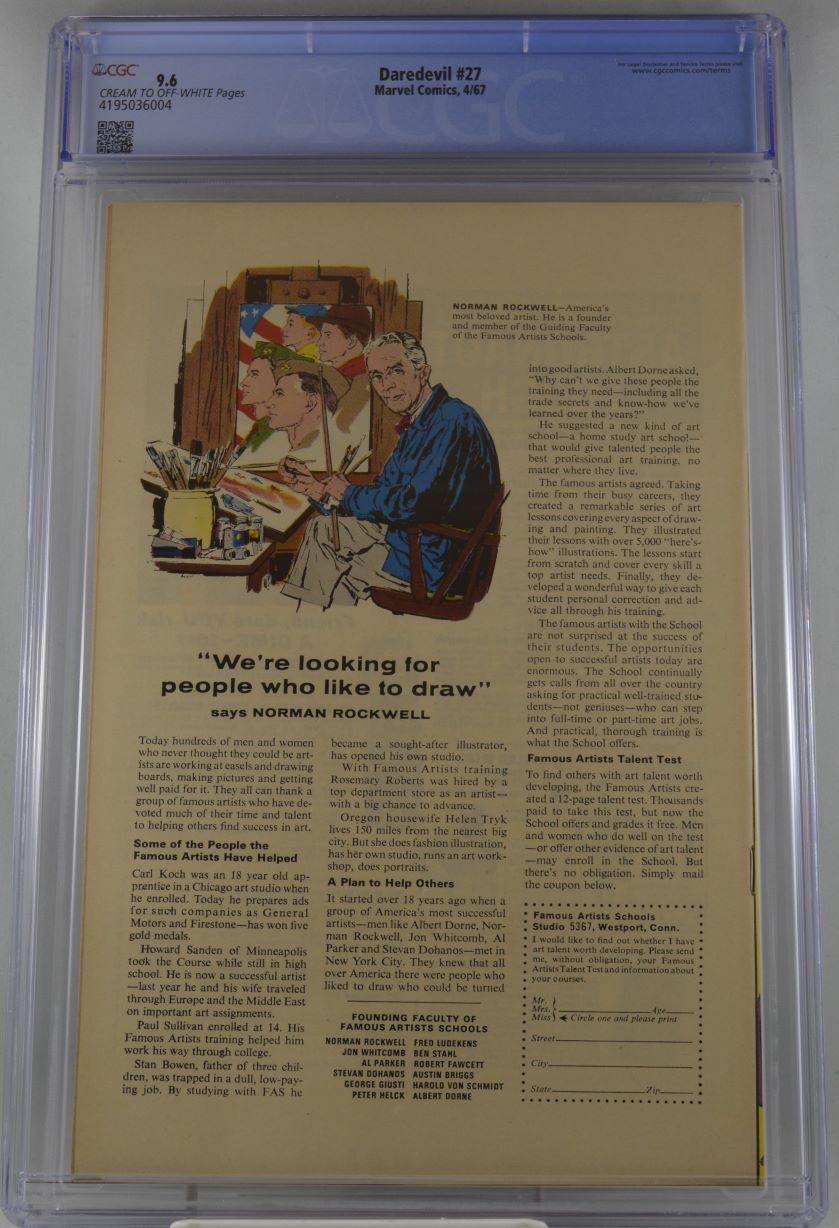 CGC
9.6
CREAM TO OFF-WHITE Pages
4195036004
Daredevil #27
Marvel Comics, 4/67
For Legal Disclaimer and Service Terms please visit
www.cgccomics.com/terms
CGC
NORMAN ROCKWELL—America's
most beloved artist. He is a founder
and member of the Guiding Faculty
of the Famous Artists Schools.
"We're looking for
people who like to draw"
says NORMAN ROCKWELL
Today hundreds of men and women
who never thought they could be art-
ists are working at easels and drawing
boards, making pictures and getting
well paid for it. They all can thank a
group of famous artists who have de-
voted much of their time and talent
to helping others find success in art.
Some of the People the
Famous Artists Have Helped
Carl Koch was an 18 year old ap-
prentice in a Chicago art studio when
he enrolled. Today he prepares ads
for such companies as General
Motors and Firestone—has won five
gold medals.
Howard Sanden of Minneapolis
took the Course while still in high
school. He is now a successful artist
—last year he and his wife traveled
through Europe and the Middle East
on important art assignments.
Paul Sullivan enrolled at 14. His
Famous Artists training helped him
work his way through college.
Stan Bowen, father of three chil-
dren, was trapped in a dull, low-pay-
ing job. By studying with FAS he
became a sought-after illustrator,
has opened his own studio.
With Famous Artists training
Rosemary Roberts was hired by a
top department store as an artist—
with a big chance to advance.
Oregon housewife Helen Tryk
lives 150 miles from the nearest big
city. But she does fashion illustration,
has her own studio, runs an art work-
shop, does portraits.
A Plan to Help Others
It started over 18 years ago when a
group of America's most successful
artists—men like Albert Dorne, Nor-
man Rockwell, Jon Whitcomb, Al
Parker and Stevan Dohanos—met in
New York City. They knew that all
over America there were people who
liked to draw who could be turned
FOUNDING FACULTY OF
FAMOUS ARTISTS SCHOOLS
NORMAN ROCKWELL FRED LUDEKENS
JON WHITCOMB BEN STAHL
AL PARKER ROBERT FAWCETT
STEVAN DOHANOS AUSTIN BRIGGS
GEORGE GIUSTI HAROLD VON SCHMIDT
PETER HELCK ALBERT DORNE
into good artists. Albert Dorne asked,
"Why can't we give these people the
training they need—including all the
trade secrets and know-how we've
learned over the years?"
He suggested a new kind of art
school—a home study art school—
that would give talented people the
best professional art training, no
matter where they live.
The famous artists agreed. Taking
time from their busy careers, they
created a remarkable series of art
lessons covering every aspect of draw-
ing and painting. They illustrated
their lessons with over 5,000 "here's-
how" illustrations. The lessons start
from scratch and cover every skill a
top artist needs. Finally, they de-
veloped a wonderful way to give each
student personal correction and ad-
vice all through his training.
The famous artists with the School
are not surprised at the success of
their students. The opportunities
open to successful artists today are
enormous. The School continually
gets calls from all over the country
asking for practical well-trained stu-
dents—not geniuses—who can step
into full-time or part-time art jobs.
And practical, thorough training is
what the School offers.
Famous Artists Talent Test
To find others with art talent worth
developing, the Famous Artists cre-
ated a 12-page talent test. Thousands
paid to take this test, but now the
School offers and grades it free. Men
and women who do well on the test
—or offer other evidence of art talent
—may enroll in the School. But
there's no obligation. Simply mail
the coupon below.
Famous Artists Schools
Studio 5367, Westport, Conn.
I would like to find out whether I have
art talent worth developing. Please send
me, without obligation, your Famous
Artists Talent Test and information about
your courses.
Mr.
Mrs. Age
Miss Circle one and please print
Street
City
State Zip